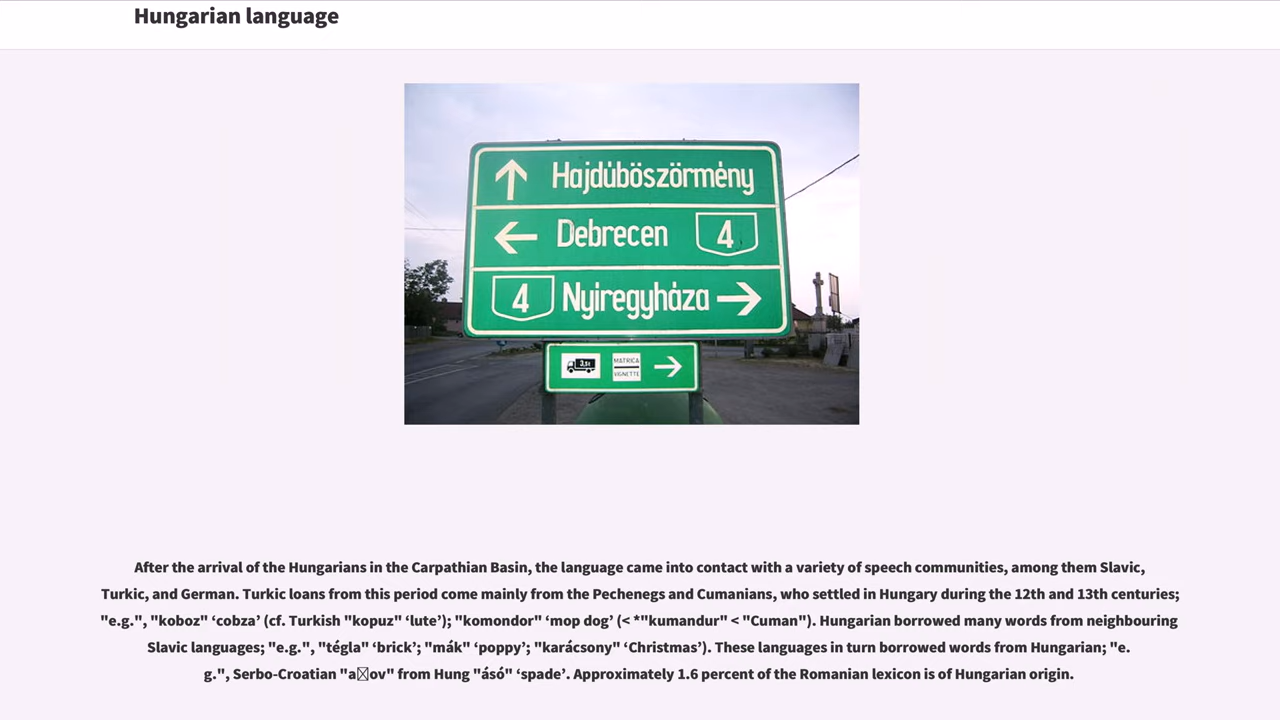 Hungarian language
Hajdúböszörmény
Debrecen 4
4 Nyíregyháza
3,5t MATRICA
VIGNETTE
After the arrival of the Hungarians in the Carpathian Basin, the language came into contact with a variety of speech communities, among them Slavic,
Turkic, and German. Turkic loans from this period come mainly from the Pechenegs and Cumanians, who settled in Hungary during the 12th and 13th centuries;
"e.g.", "koboz" ‘cobza’ (cf. Turkish "kopuz" ‘lute’); "komondor" ‘mop dog’ (< *"kumandur" < "Cuman"). Hungarian borrowed many words from neighbouring
Slavic languages; "e.g.", "tégla" ‘brick’; "mák" ‘poppy’; "karácsony" ‘Christmas’). These languages in turn borrowed words from Hungarian; "e.
g.", Serbo-Croatian "a□ov" from Hung "ásó" ‘spade’. Approximately 1.6 percent of the Romanian lexicon is of Hungarian origin.